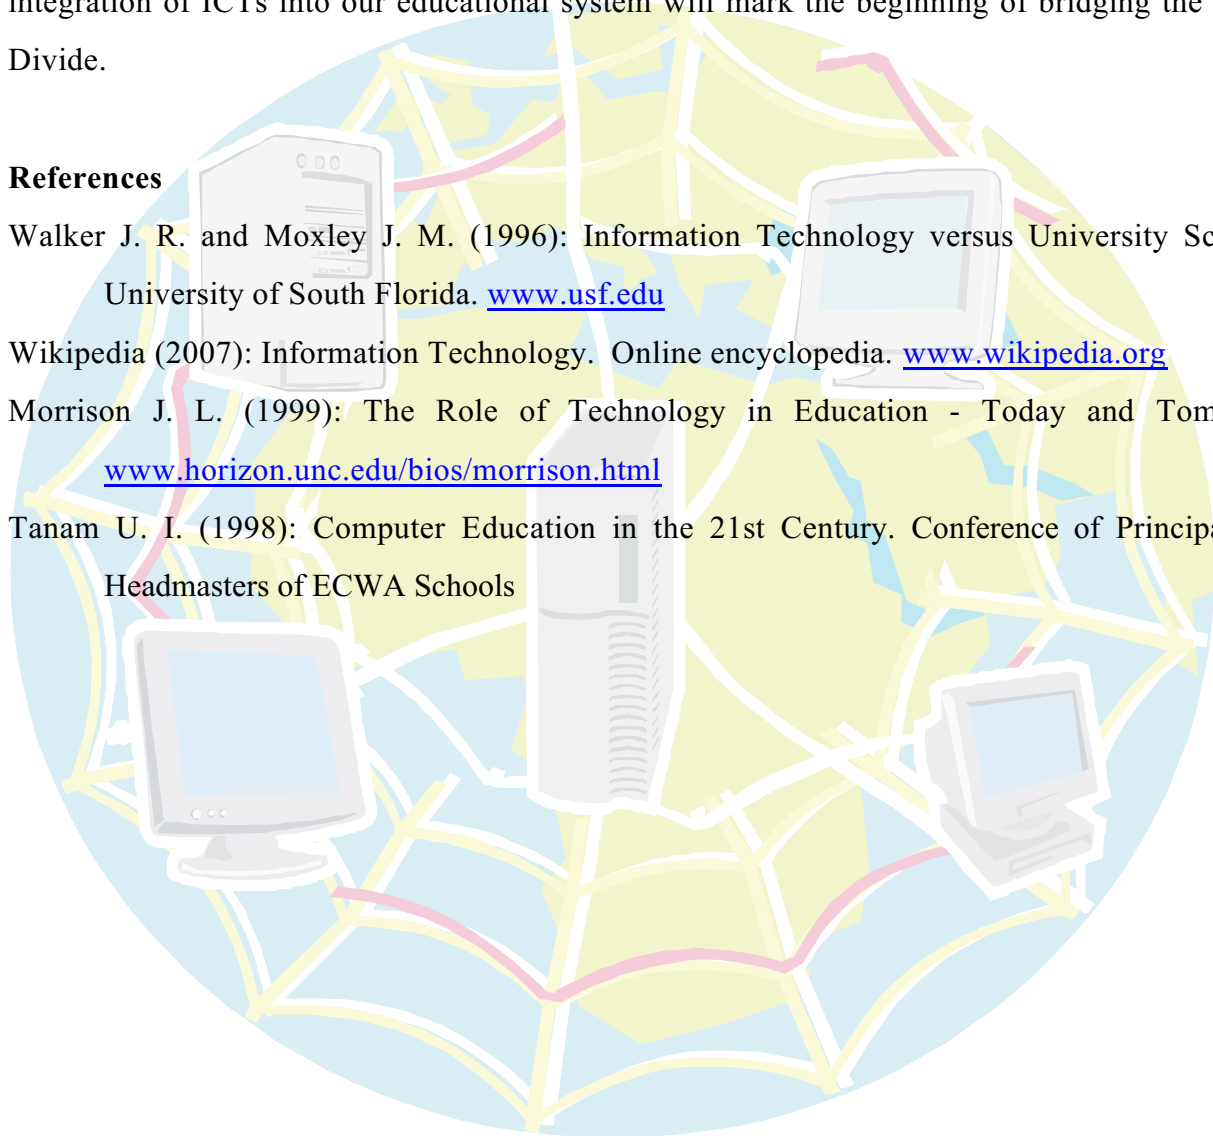 integration of ICTs into our educational system will mark the beginning of bridging the
Divide.
References
Walker J. R. and Moxley J. M. (1996): Information Technology versus University Sc
University of South Florida. www.usf.edu
Wikipedia (2007): Information Technology. Online encyclopedia. www.wikipedia.org
Morrison J. L. (1999): The Role of Technology in Education - Today and Tom
www.horizon.unc.edu/bios/morrison.html
Tanam U. I. (1998): Computer Education in the 21st Century. Conference of Principa
Headmasters of ECWA Schools